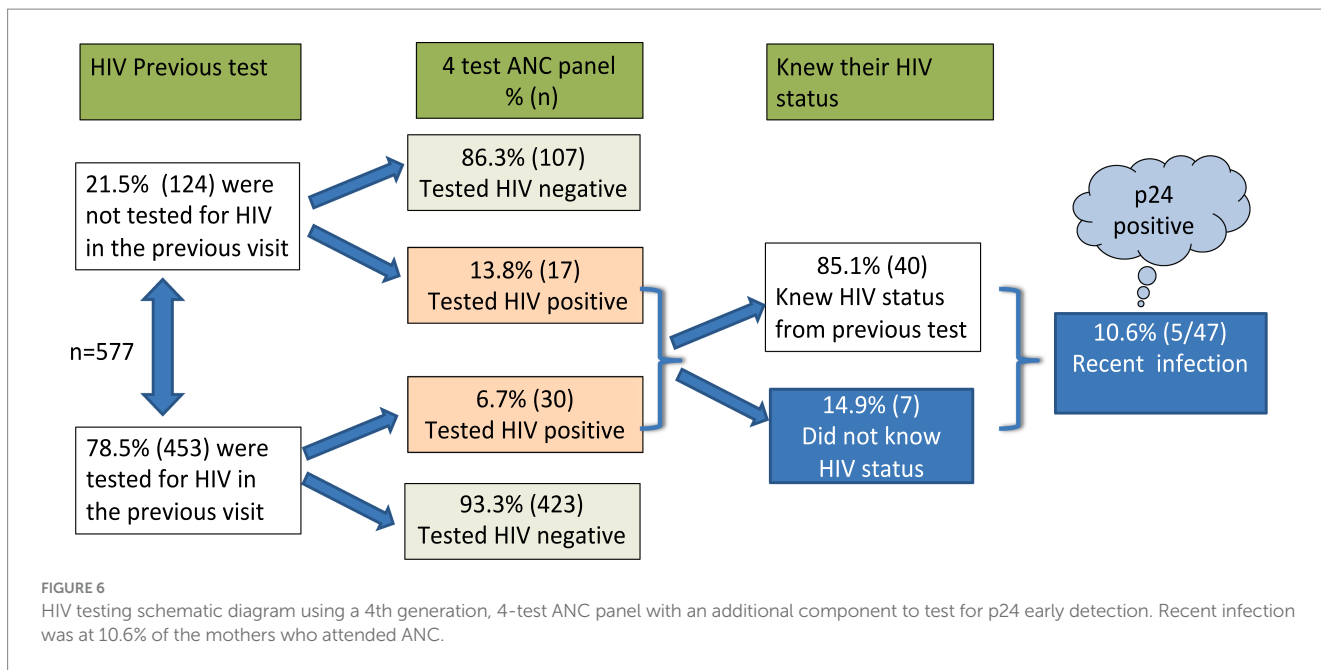 HIV Previous test
4 test ANC panel
% (n)
Knew their HIV
status
21.5%  (124) were
not tested for HIV
in the previous visit
86.3% (107)
Tested HIV negative
13.8% (17)
Tested HIV positive
n=577
6.7% (30)
Tested HIV positive
78.5% (453) were
tested for HIV in
the previous visit
93.3% (423)
Tested HIV negative
85.1% (40)
Knew HIV status
from previous test
14.9% (7)
Did not know
HIV status
p24
positive
10.6% (5/47)
Recent  infection
FIGURE 6
HIV testing schematic diagram using a 4th generation, 4-test ANC panel with an additional component to test for p24 early detection. Recent infection
was at 10.6% of the mothers who attended ANC.